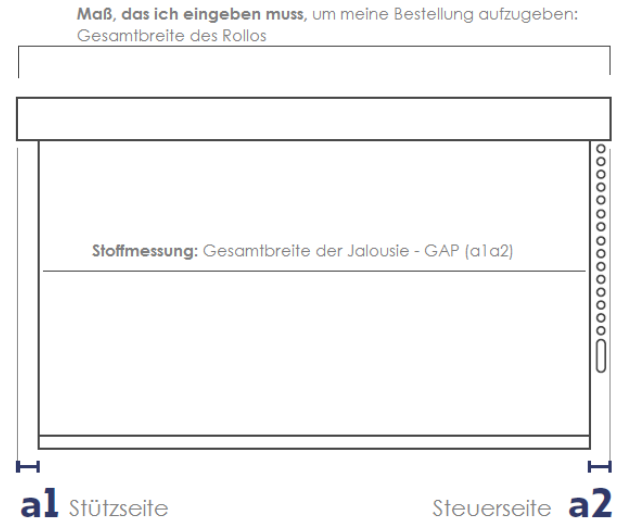 Maß, das ich eingeben muss, um meine Bestellung aufzugeben:
Gesamtbreite des Rollos
Stoffmessung: Gesamtbreite der Jalousie - GAP (a1a2)
a1 Stützseite
Steuerseite a2